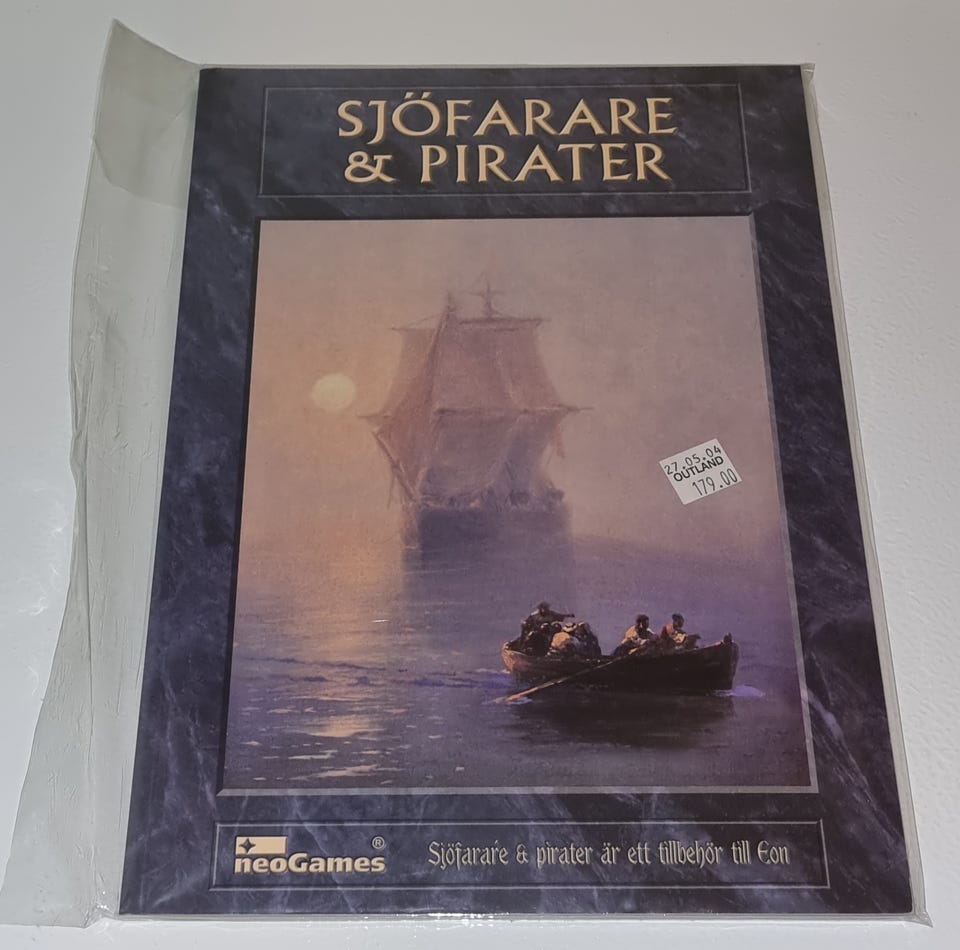 SJÖFARARE
& PIRATER
27.05.04
OUTLAND
179.00
neoGames®
Sjöfarare & pirater är ett tillbehör till Eon